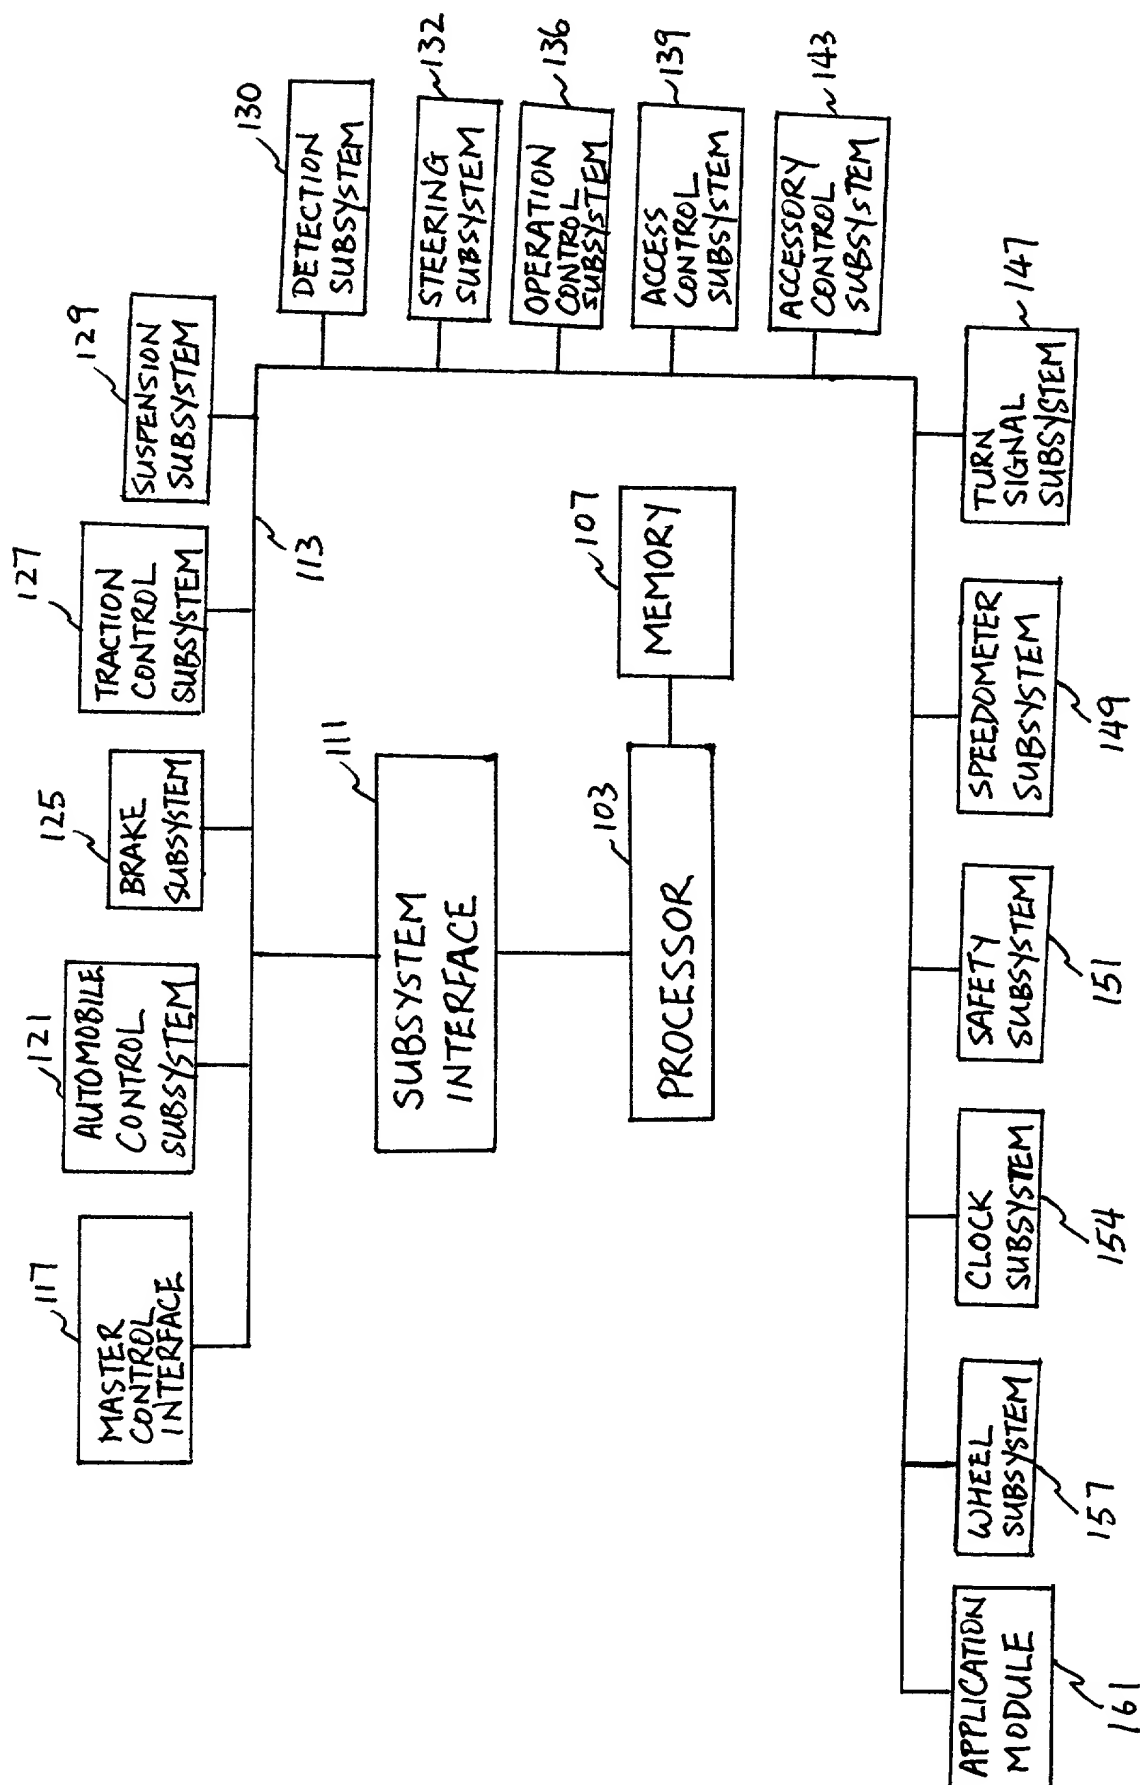 117
MASTER
CONTROL
INTERFACE
121
AUTOMOBILE
CONTROL
SUBSYSTEM
125
BRAKE
SUBSYSTEM
127
TRACTION
CONTROL
SUBSYSTEM
129
SUSPENSION
SUBSYSTEM
113
130
DETECTION
SUBSYSTEM
132
STEERING
SUBSYSTEM
136
OPERATION
CONTROL
SUBSYSTEM
139
ACCESS
CONTROL
SUBSYSTEM
143
ACCESSORY
CONTROL
SUBSYSTEM
111
SUBSYSTEM
INTERFACE
103
PROCESSOR
107
MEMORY
APPLICATION
MODULE
161
WHEEL
SUBSYSTEM
157
CLOCK
SUBSYSTEM
154
SAFETY
SUBSYSTEM
151
SPEEDOMETER
SUBSYSTEM
149
TURN
SIGNAL
SUBSYSTEM
147